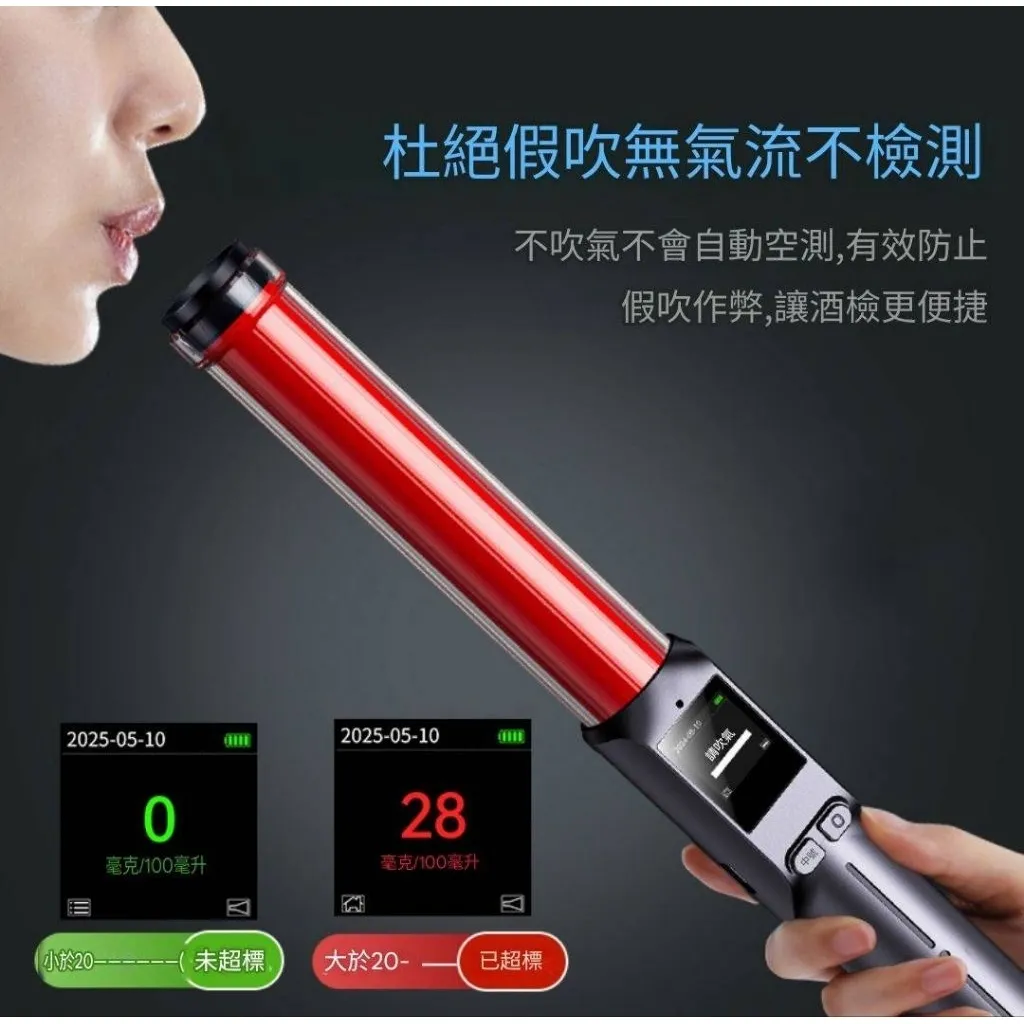 杜絕假吹無氣流不檢測
不吹氣不會自動空測,有效防止
假吹作弊,讓酒檢更便捷
請吹氣
2025-05-10
0
毫克/100毫升
小於20------( 未超標
2025-05-10
28
毫克/100毫升
大於20- — 已超標